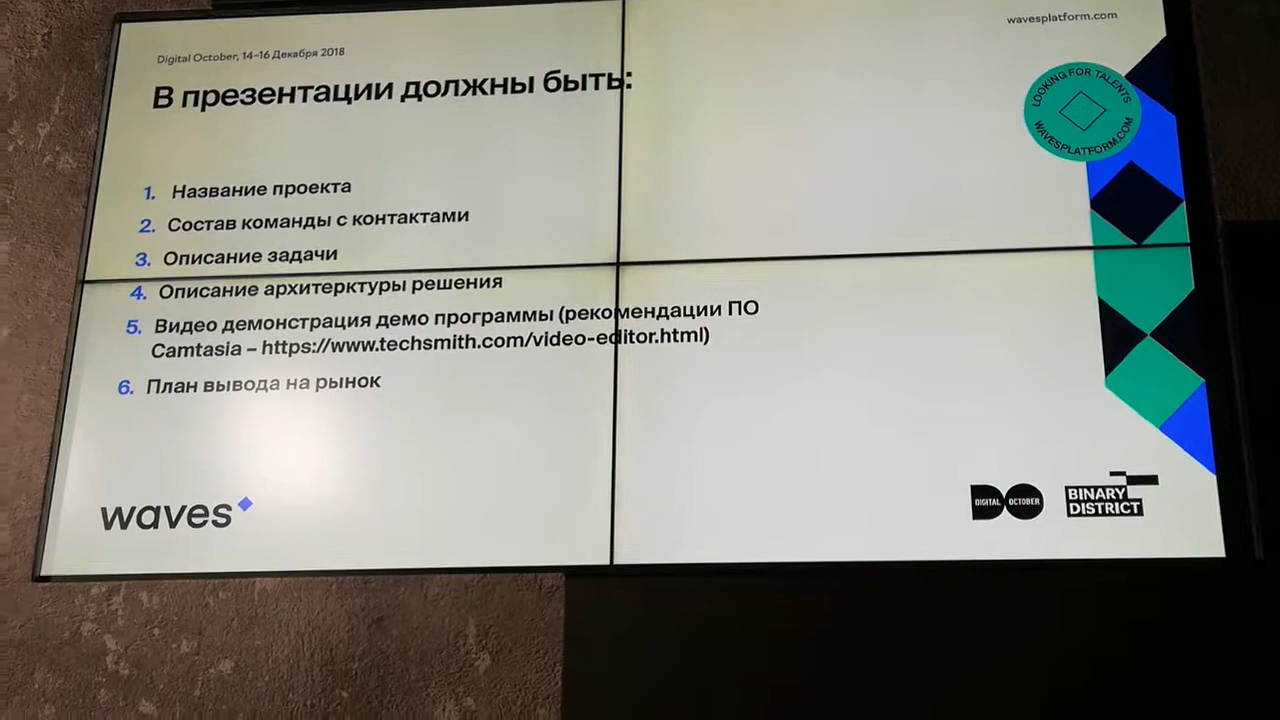 Digital October, 14–16 Декабря 2018
wavesplatform.com
В презентации должны быть:
LOOKING FOR TALENTS
WAVESPLATFORM.COM
1. Название проекта
2. Состав команды с контактами
3. Описание задачи
4. Описание архитерктуры решения
5. Видео демонстрация демо программы (рекомендации ПО
Camtasia – https://www.techsmith.com/video-editor.html)
6. План вывода на рынок
waves
DIGITAL OCTOBER
BINARY
DISTRICT